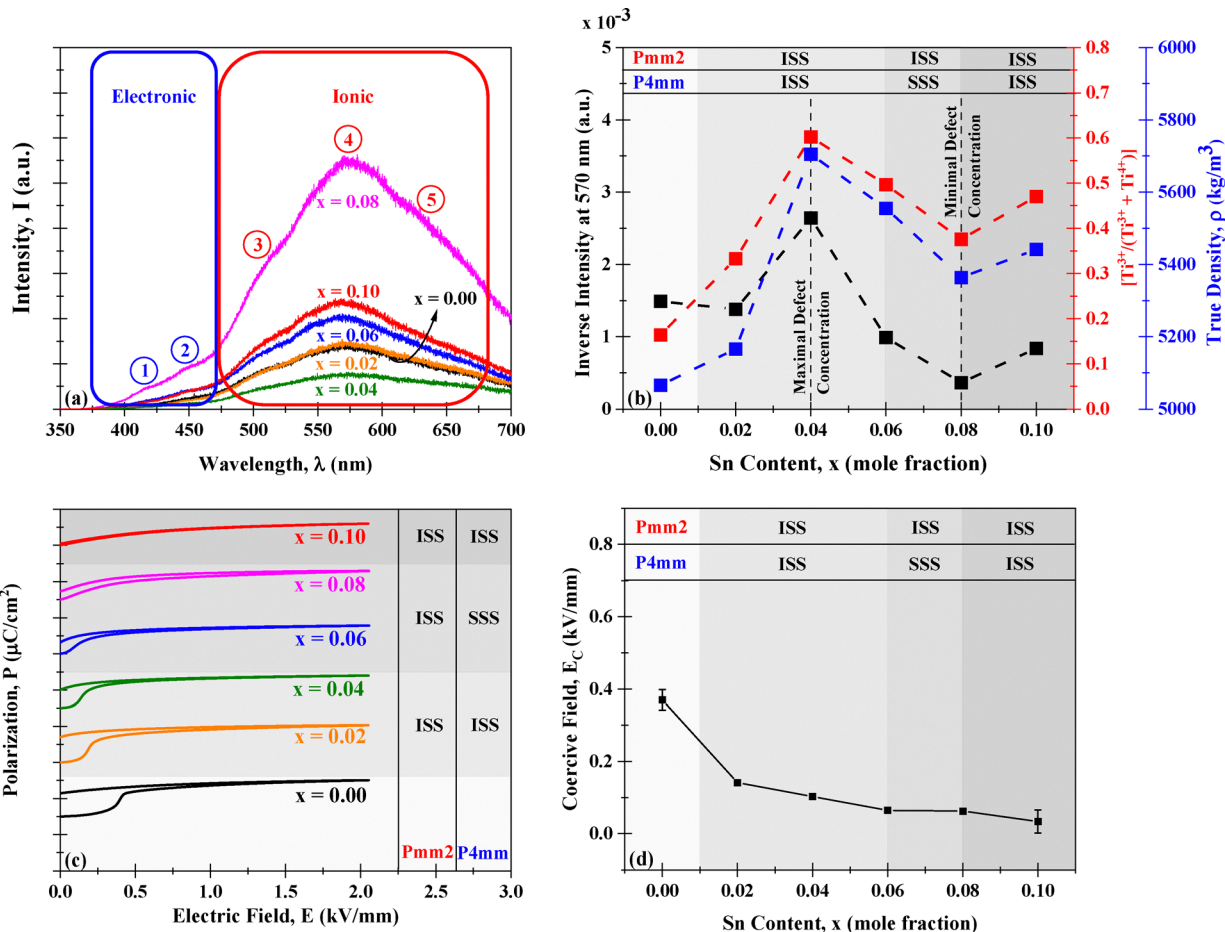 Intensity, I (a.u.)
Electronic
Ionic
1
2
3
4
5
x = 0.08
x = 0.10
x = 0.00
x = 0.06
x = 0.02
x = 0.04
(a)
350 400 450 500 550 600 650 700
Wavelength, λ (nm)
x 10⁻³
Inverse Intensity at 570 nm (a.u.)
5
4
3
2
1
0
Pmm2 ISS ISS ISS
P4mm ISS SSS ISS
Maximal Defect
Concentration
Minimal Defect
Concentration
(b)
0.00 0.02 0.04 0.06 0.08 0.10
Sn Content, x (mole fraction)
0.8
0.7
0.6
0.5
0.4
0.3
0.2
0.1
0.0
[Ti³⁺/(Ti³⁺ + Ti⁴⁺)]
6000
5800
5600
5400
5200
5000
True Density, ρ (kg/m³)
Polarization, P (μC/cm²)
x = 0.10 ISS ISS
x = 0.08
ISS SSS
x = 0.06
x = 0.04
ISS ISS
x = 0.02
x = 0.00
(c) Pmm2 P4mm
0.0 0.5 1.0 1.5 2.0 2.5 3.0
Electric Field, E (kV/mm)
Coercive Field, E_C (kV/mm)
Pmm2 ISS ISS ISS
P4mm ISS SSS ISS
0.8
0.6
0.4
0.2
0.0
(d)
0.00 0.02 0.04 0.06 0.08 0.10
Sn Content, x (mole fraction)